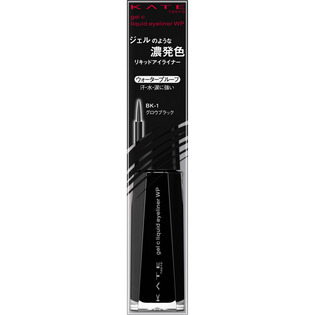 KATE
TOKYO
gel c
liquid eyeliner WP
ジェルのような
濃発色
リキッドアイライナー
ウォータープルーフ
汗・水・涙に強い
BK-1
グロウブラック
gel c liquid eyeliner WP
KATE